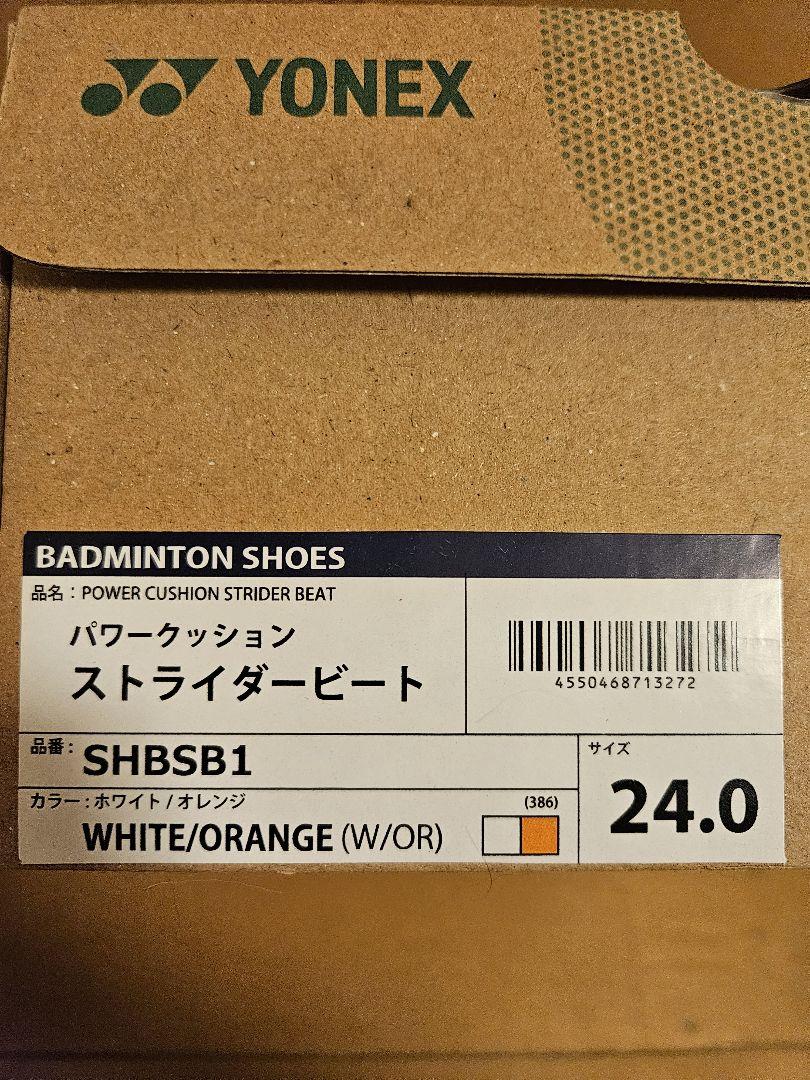 YONEX
BADMINTON SHOES
品名：POWER CUSHION STRIDER BEAT
パワークッション
ストライダービート
4550468713272
品番：SHBSB1
カラー：ホワイト / オレンジ
(386)
WHITE/ORANGE (W/OR)
サイズ
24.0